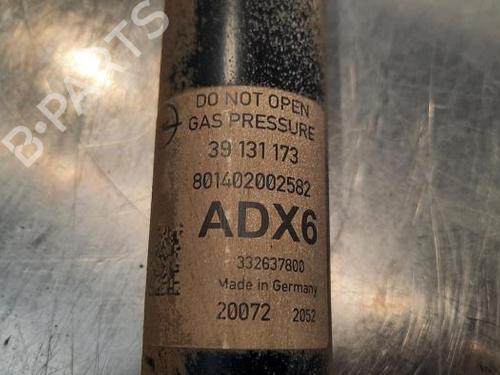 B-PARTS
DO NOT OPEN
GAS PRESSURE
39 131 173
801402002582
ADX6
332637800
Made in Germany
20072 2052